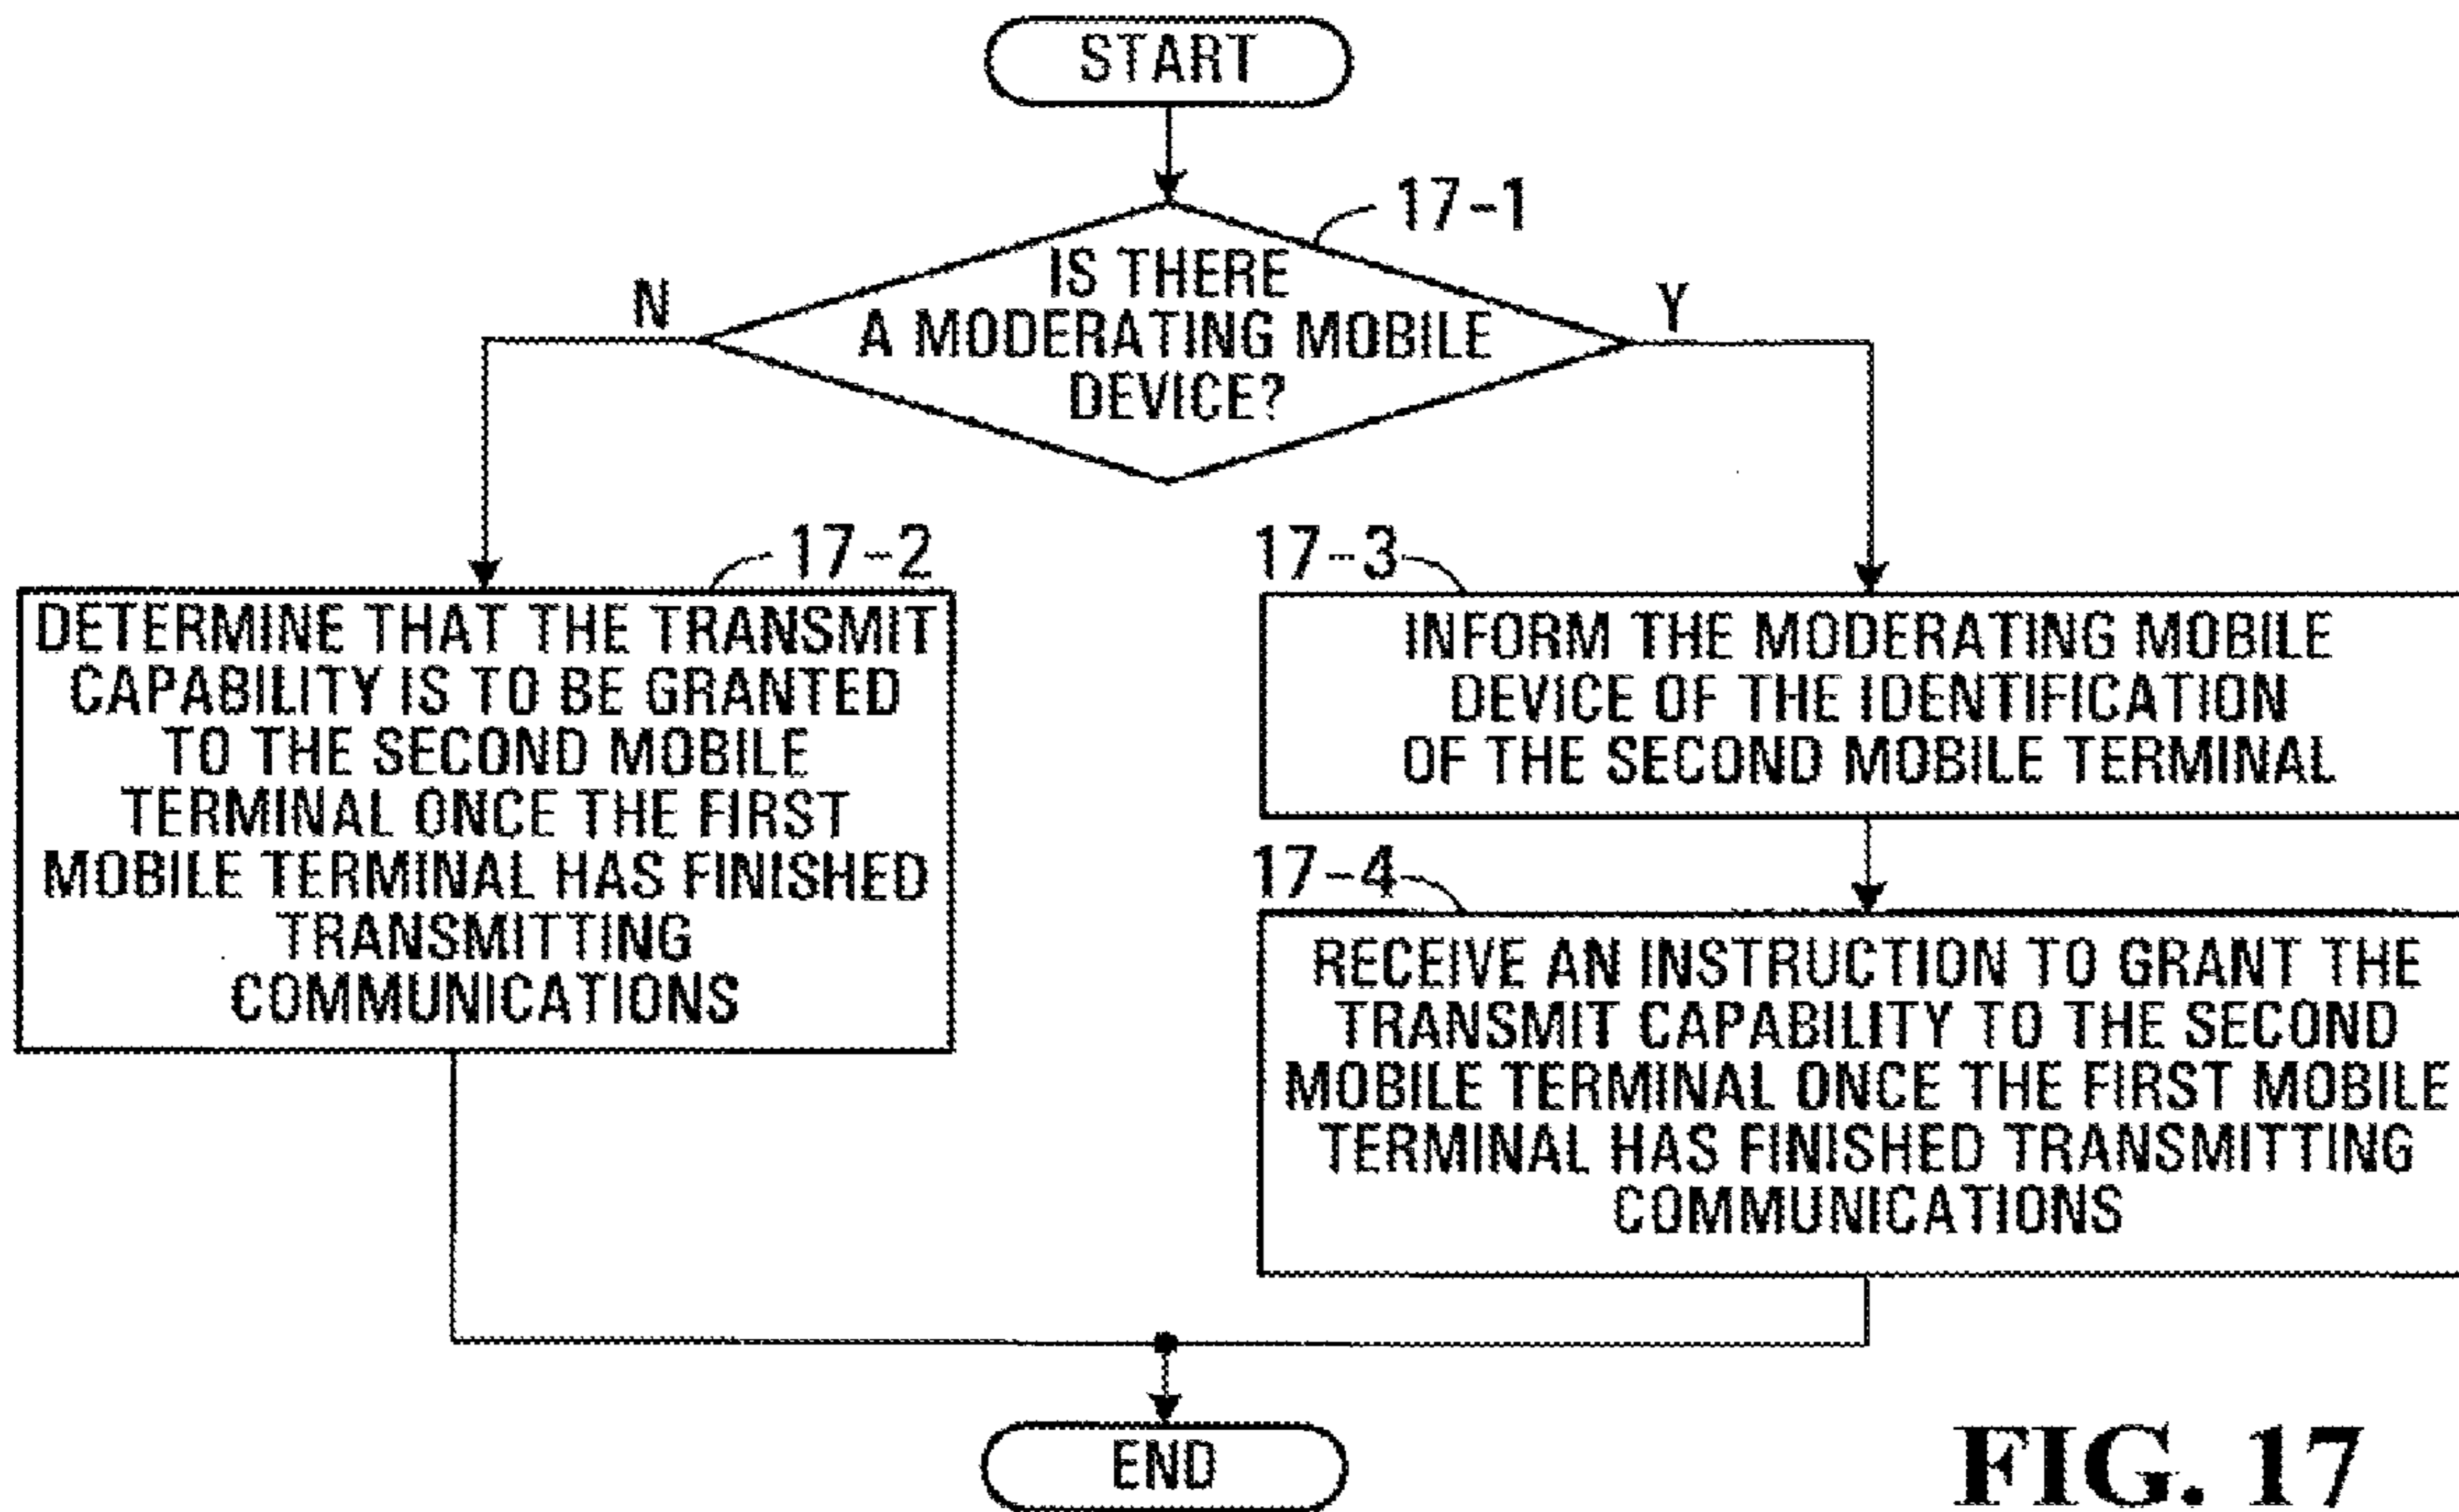 START
17-1
IS THERE
A MODERATING MOBILE
DEVICE?
N
Y
17-2
DETERMINE THAT THE TRANSMIT
CAPABILITY IS TO BE GRANTED
TO THE SECOND MOBILE
TERMINAL ONCE THE FIRST
MOBILE TERMINAL HAS FINISHED
TRANSMITTING
COMMUNICATIONS
17-3
INFORM THE MODERATING MOBILE
DEVICE OF THE IDENTIFICATION
OF THE SECOND MOBILE TERMINAL
17-4
RECEIVE AN INSTRUCTION TO GRANT THE
TRANSMIT CAPABILITY TO THE SECOND
MOBILE TERMINAL ONCE THE FIRST MOBILE
TERMINAL HAS FINISHED TRANSMITTING
COMMUNICATIONS
END
FIG. 17